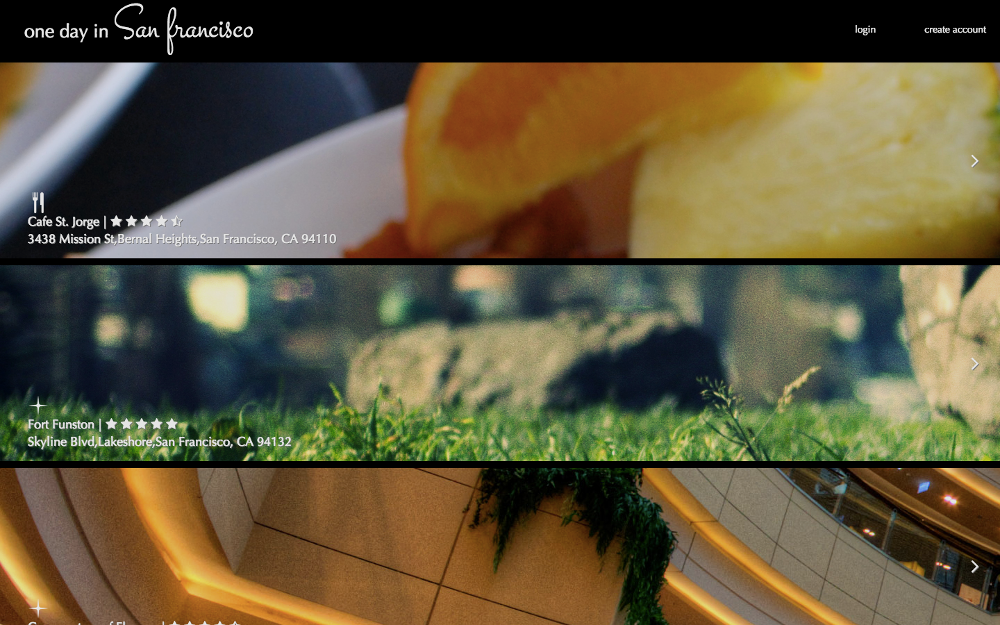 one day in San francisco
login
create account
Cafe St. Jorge |
3438 Mission St,Bernal Heights,San Francisco, CA 94110
Fort Funston |
Skyline Blvd,Lakeshore,San Francisco, CA 94132